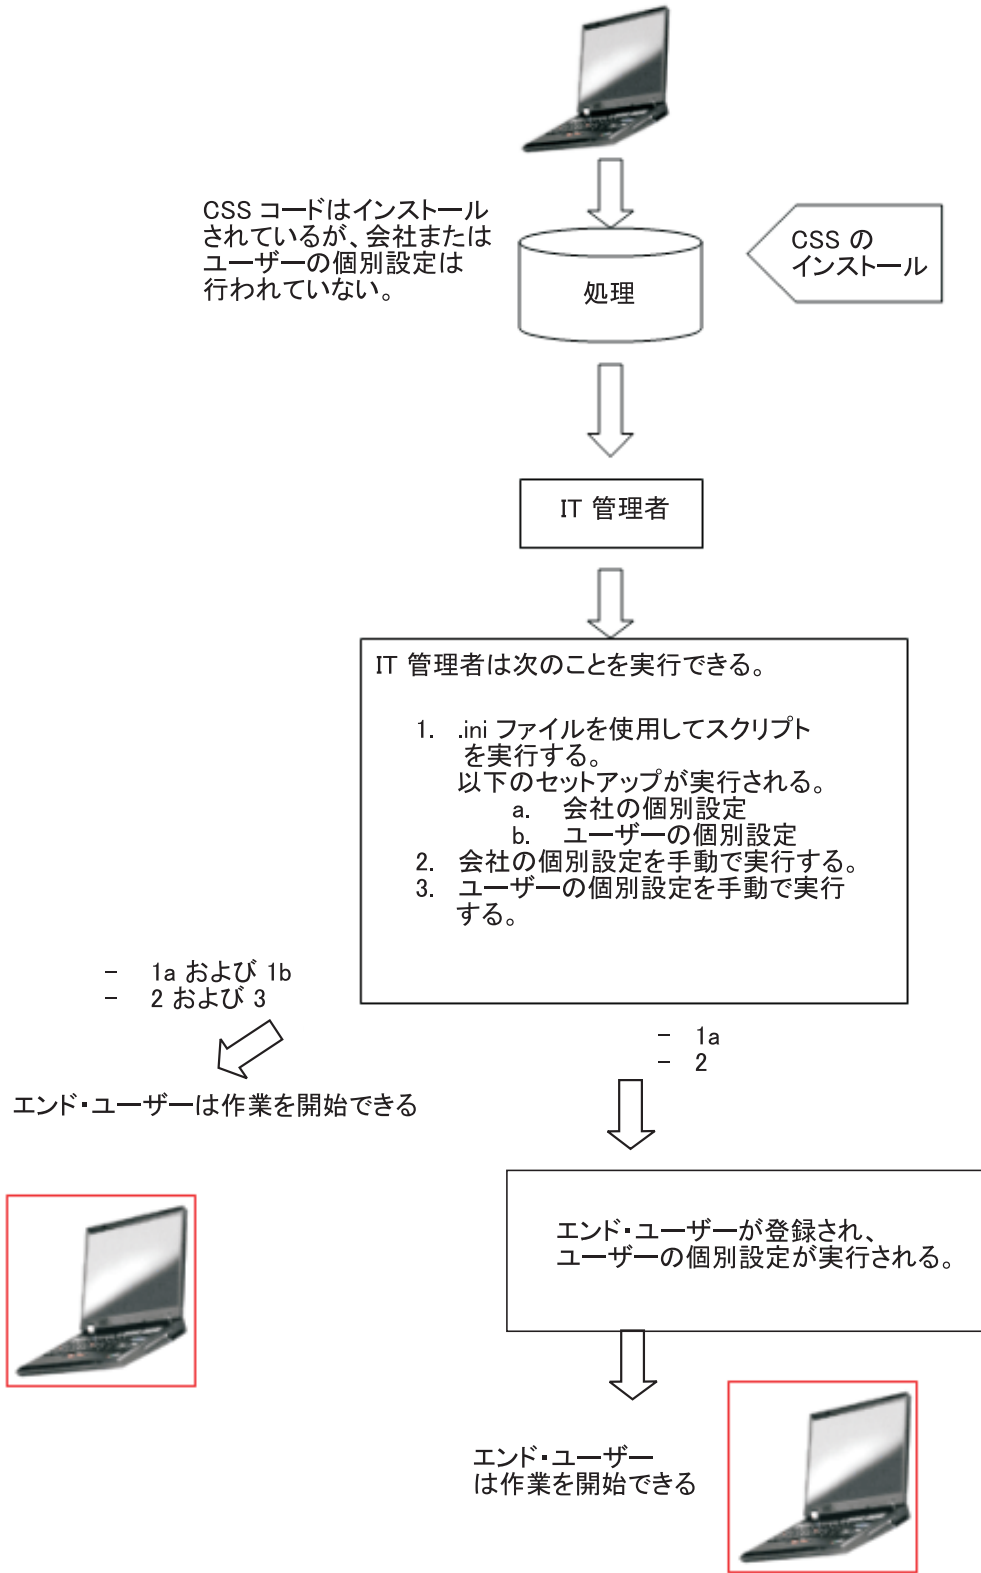 CSS コードはインストール
されているが、会社または
ユーザーの個別設定は
行われていない。
処理
CSS の
インストール
IT 管理者
IT 管理者は次のことを実行できる。
1. .ini ファイルを使用してスクリプト
を実行する。
以下のセットアップが実行される。
a. 会社の個別設定
b. ユーザーの個別設定
2. 会社の個別設定を手動で実行する。
3. ユーザーの個別設定を手動で実行
する。
- 1a および 1b
- 2 および 3
エンド・ユーザーは作業を開始できる
- 1a
- 2
エンド・ユーザーが登録され、
ユーザーの個別設定が実行される。
エンド・ユーザー
は作業を開始できる